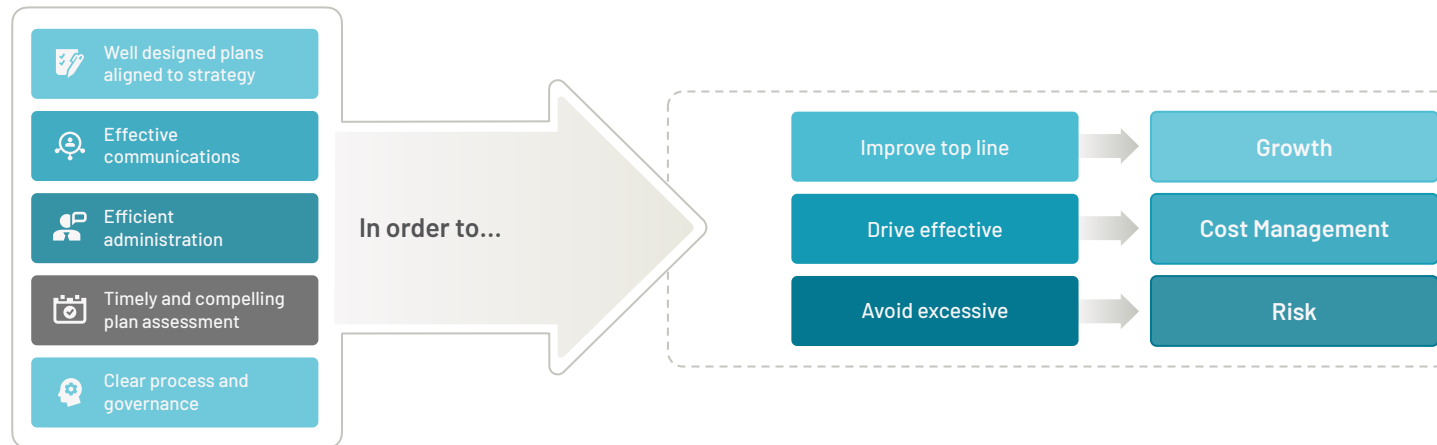 Well designed plans
aligned to strategy
Effective
communications
Efficient
administration
Timely and compelling
plan assessment
Clear process and
governance
In order to...
Improve top line
Growth
Drive effective
Cost Management
Avoid excessive
Risk